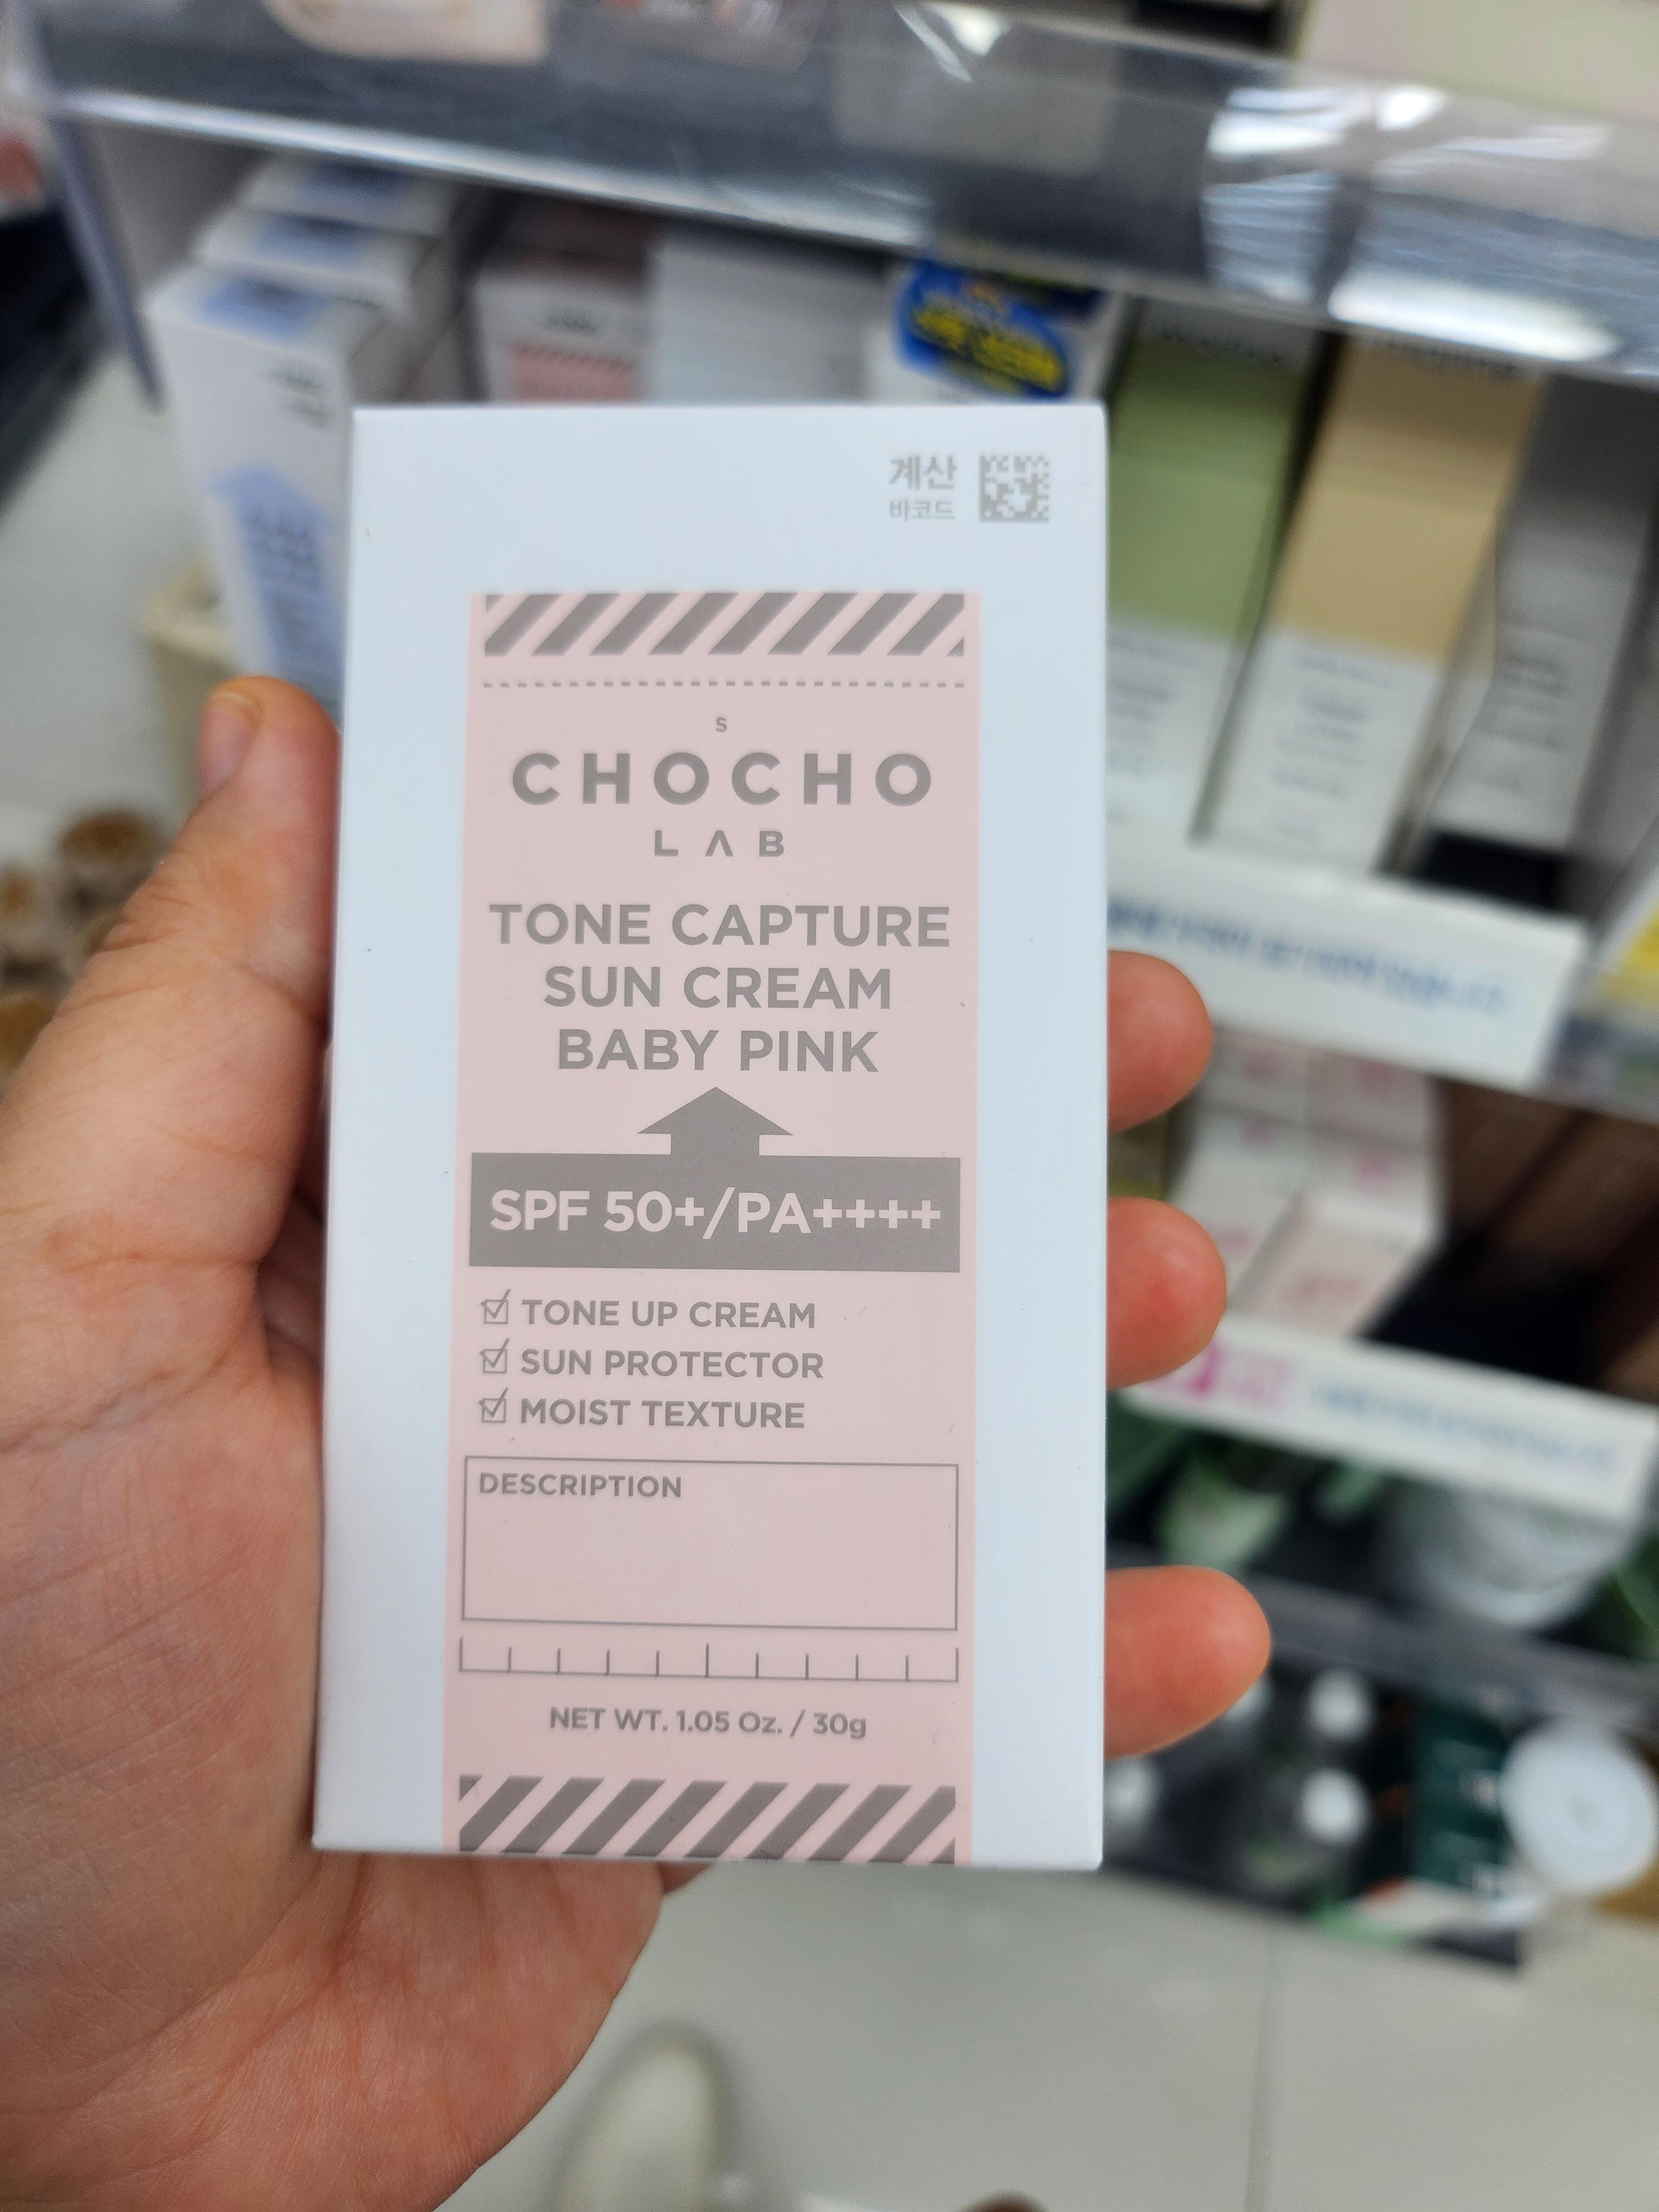 계산
바코드
S
CHOCHO
LAB
TONE CAPTURE
SUN CREAM
BABY PINK
SPF 50+/PA++++
TONE UP CREAM
SUN PROTECTOR
MOIST TEXTURE
DESCRIPTION
NET WT. 1.05 Oz. / 30g